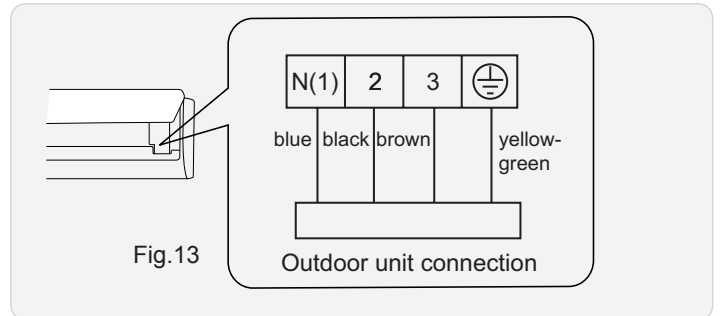 N(1) 2 3
blue black brown yellow-
green
Fig.13
Outdoor unit connection